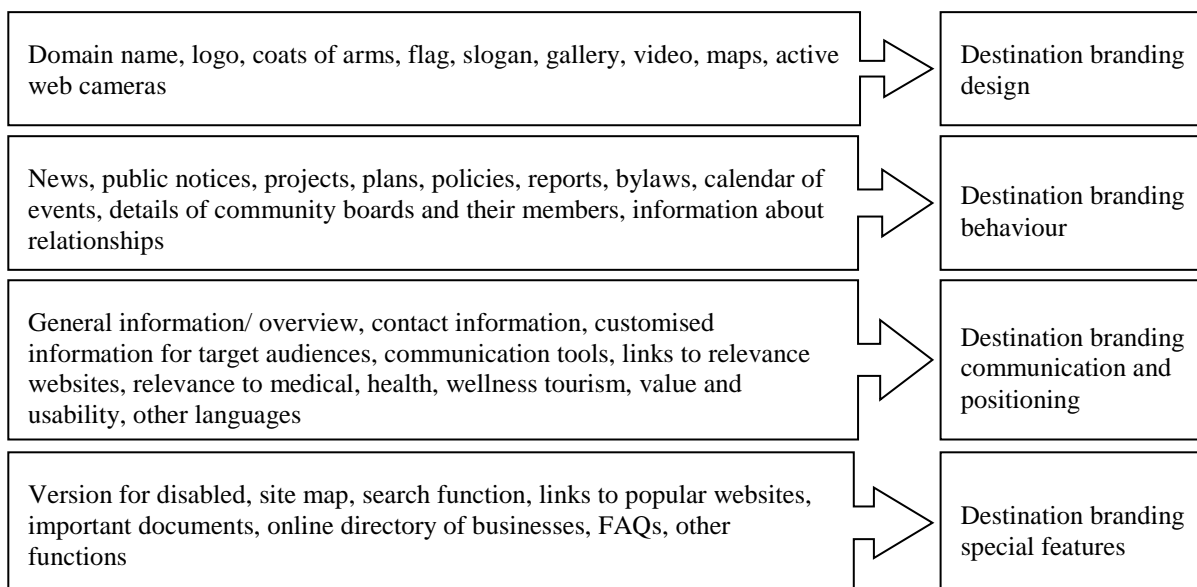 Domain name, logo, coats of arms, flag, slogan, gallery, video, maps, active
web cameras
Destination branding
design
News, public notices, projects, plans, policies, reports, bylaws, calendar of
events, details of community boards and their members, information about
relationships
Destination branding
behaviour
General information/ overview, contact information, customised
information for target audiences, communication tools, links to relevance
websites, relevance to medical, health, wellness tourism, value and
usability, other languages
Destination branding
communication and
positioning
Version for disabled, site map, search function, links to popular websites,
important documents, online directory of businesses, FAQs, other
functions
Destination branding
special features